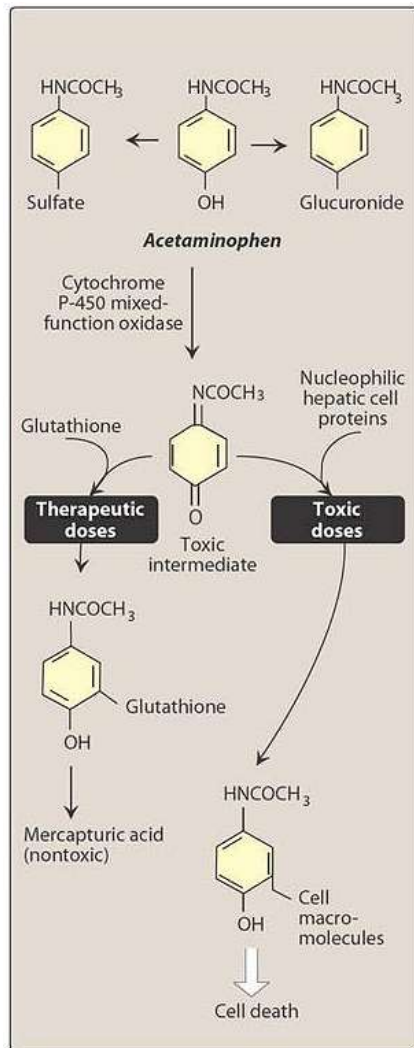 HNCOCH3
HNCOCH3
HNCOCH3
Sulfate
OH
Glucuronide
Acetaminophen
Cytochrome
P-450 mixed-
function oxidase
NCOCH3
Nucleophilic
hepatic cell
proteins
Glutathione
Therapeutic
doses
O
Toxic
intermediate
Toxic
doses
HNCOCH3
Glutathione
OH
Mercapturic acid
(nontoxic)
HNCOCH3
OH
Cell
macro-
molecules
Cell death